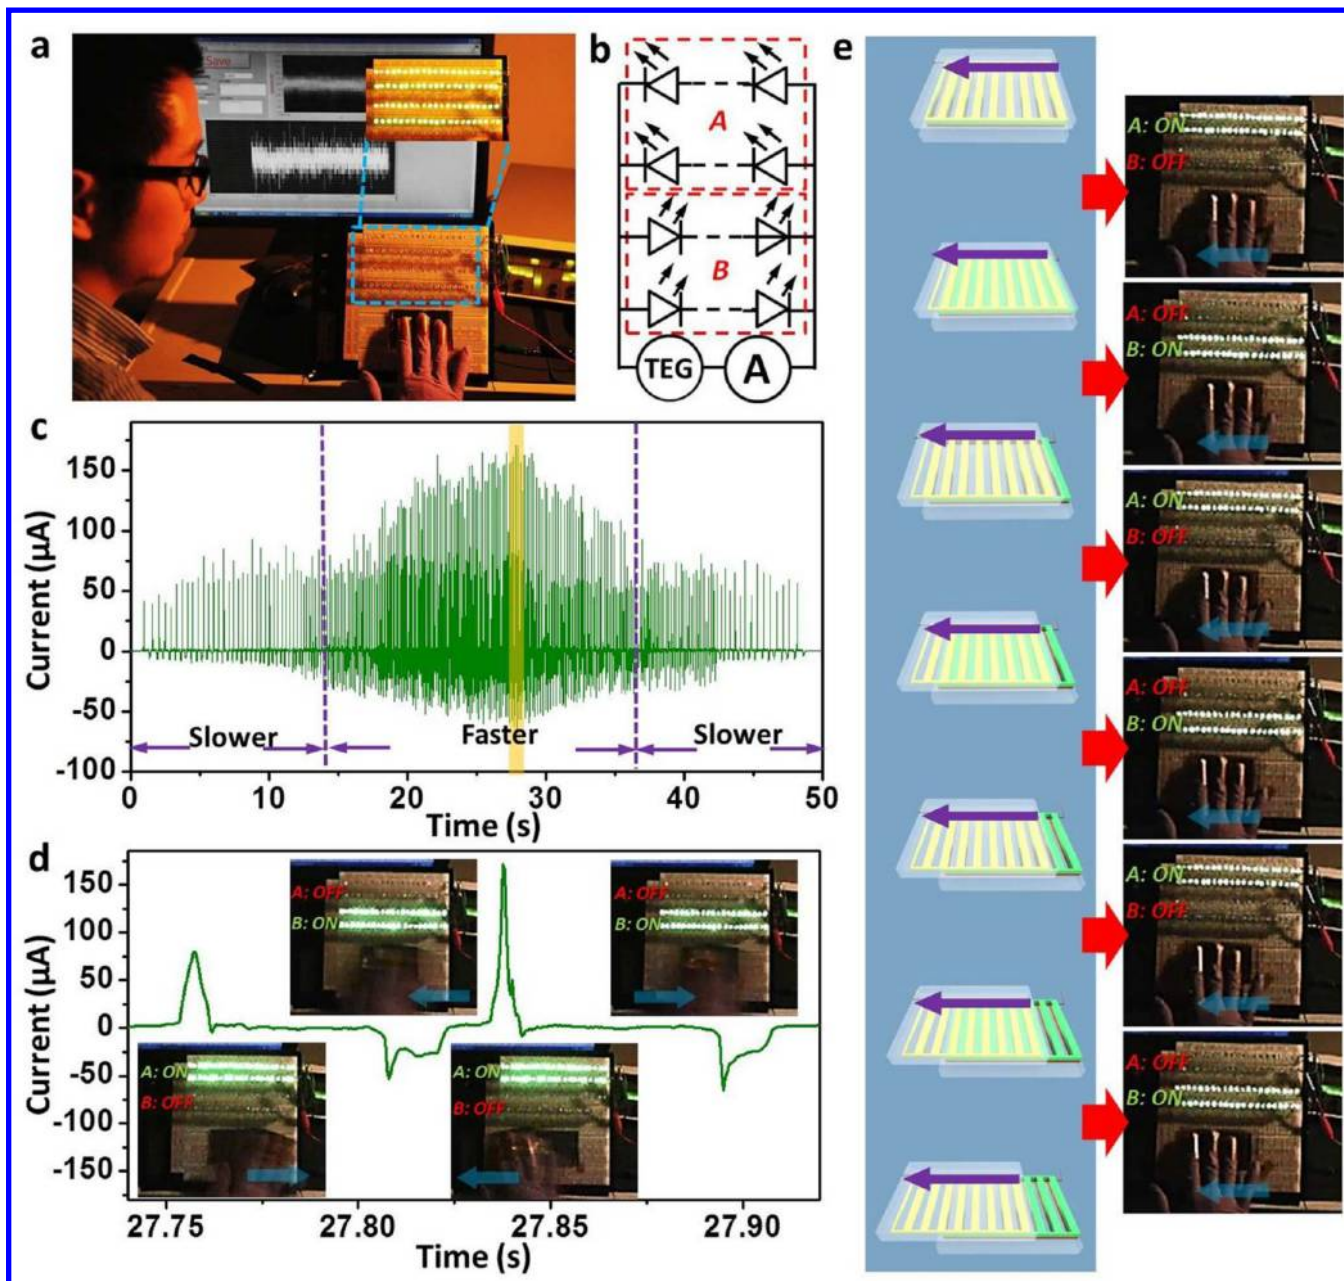 a
Save
b
A
B
TEG
A
c
Current (µA)
150
100
50
0
-50
-100
Slower
Faster
Slower
0
10
20
30
40
50
Time (s)
d
Current (µA)
150
100
50
0
-50
-100
-150
A: OFF
B: ON
A: OFF
B: ON
A: ON
B: OFF
A: ON
B: OFF
27.75
27.80
27.85
27.90
Time (s)
e
A: ON
B: OFF
A: OFF
B: ON
A: ON
B: OFF
A: OFF
B: ON
A: ON
B: OFF
A: OFF
B: ON